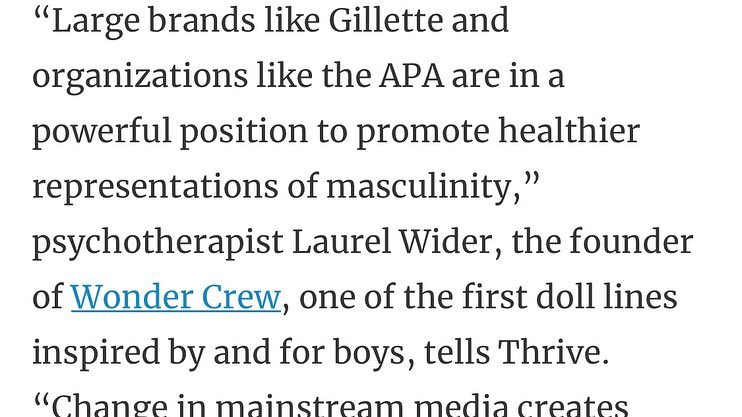 “Large brands like Gillette and
organizations like the APA are in a
powerful position to promote healthier
representations of masculinity,”
psychotherapist Laurel Wider, the founder
of Wonder Crew, one of the first doll lines
inspired by and for boys, tells Thrive.
“Change in mainstream media creates